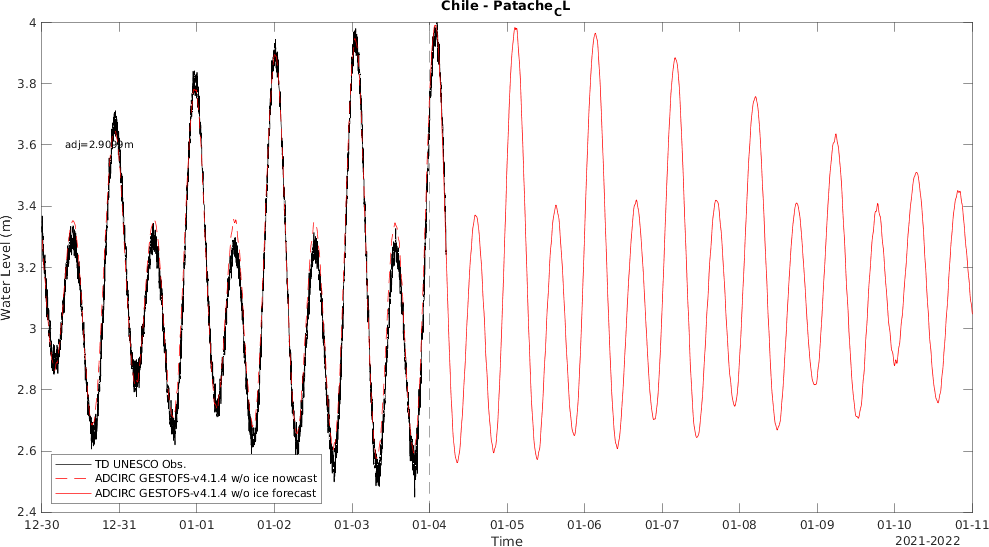 Chile - Patache_CL
4
3.8
3.6
3.4
3.2
3
2.8
2.6
2.4
Water Level (m)
adj=2.9099m
TD UNESCO Obs.
ADCIRC GESTOFS-v4.1.4 w/o ice nowcast
ADCIRC GESTOFS-v4.1.4 w/o ice forecast
12-30 12-31 01-01 01-02 01-03 01-04 01-05 01-06 01-07 01-08 01-09 01-10 01-11
Time
2021-2022